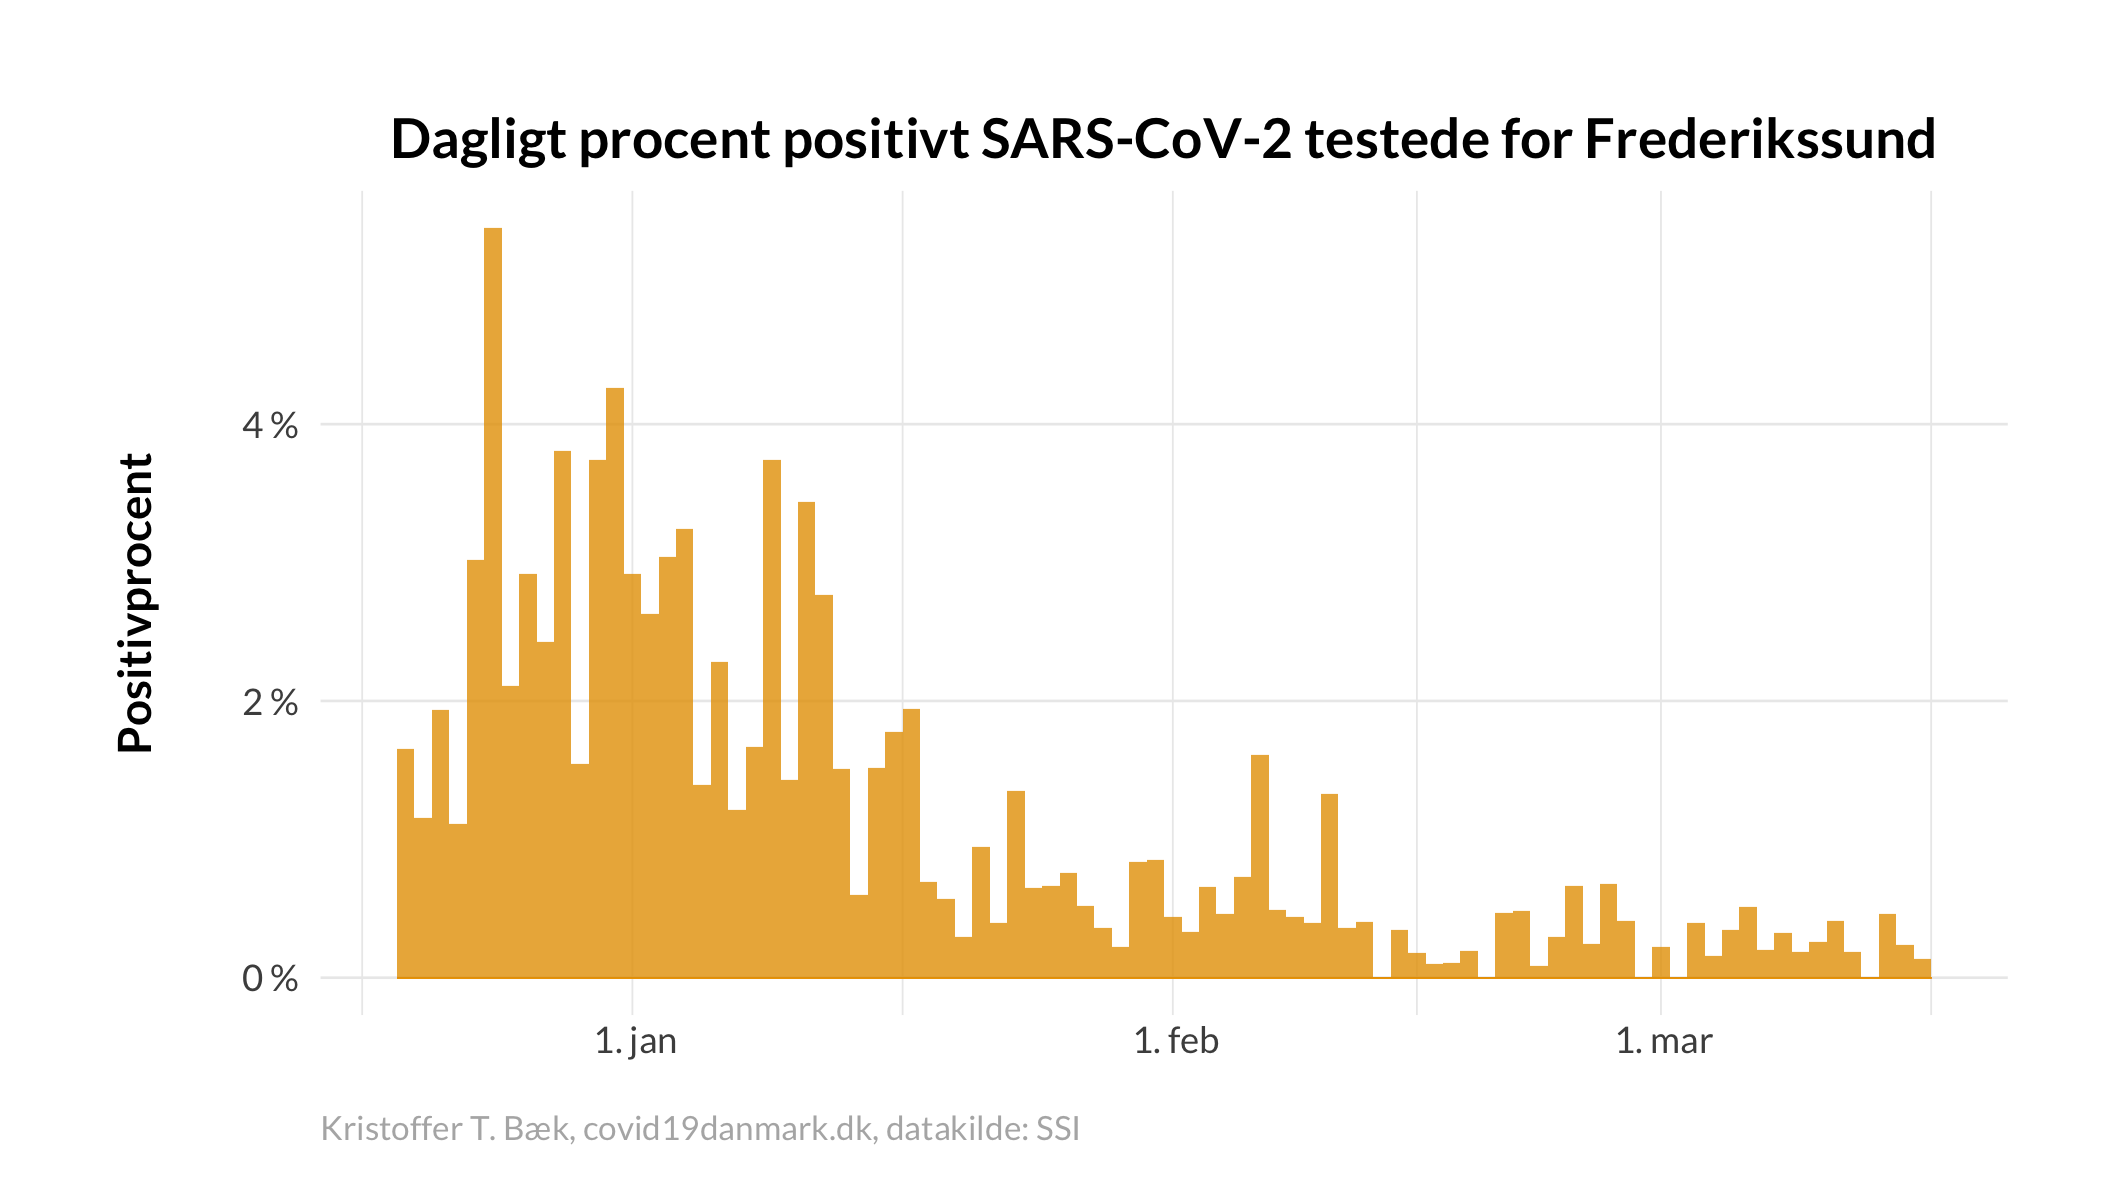 Dagligt procent positivt SARS-CoV-2 testede for Frederikssund
Positivprocent
4 %
2 %
0 %
1. jan
1. feb
1. mar
Kristoffer T. Bæk, covid19danmark.dk, datakilde: SSI